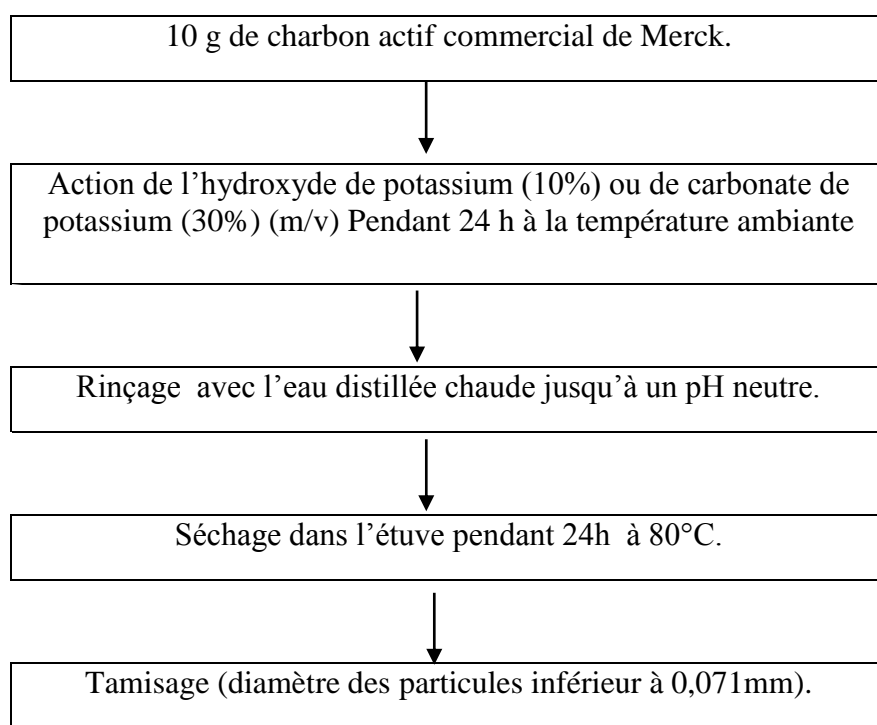 10 g de charbon actif commercial de Merck.
Action de l’hydroxyde de potassium (10%) ou de carbonate de
potassium (30%) (m/v) Pendant 24 h à la température ambiante
Rinçage avec l’eau distillée chaude jusqu’à un pH neutre.
Séchage dans l’étuve pendant 24h à 80°C.
Tamisage (diamètre des particules inférieur à 0,071mm).